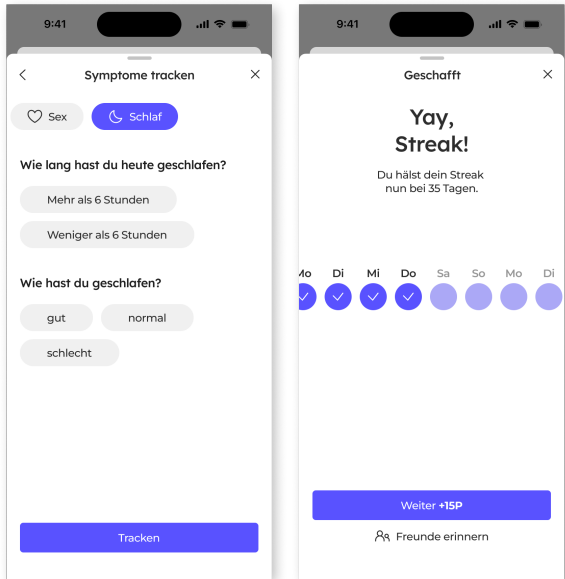 9:41
Symptome tracken
Sex
Schlaf
Wie lang hast du heute geschlafen?
Mehr als 6 Stunden
Weniger als 6 Stunden
Wie hast du geschlafen?
gut
normal
schlecht
Tracken
9:41
Geschafft
Yay,
Streak!
Du hälst dein Streak
nun bei 35 Tagen.
Mo Di Mi Do Sa So Mo Di
Weiter +15P
Freunde erinnern